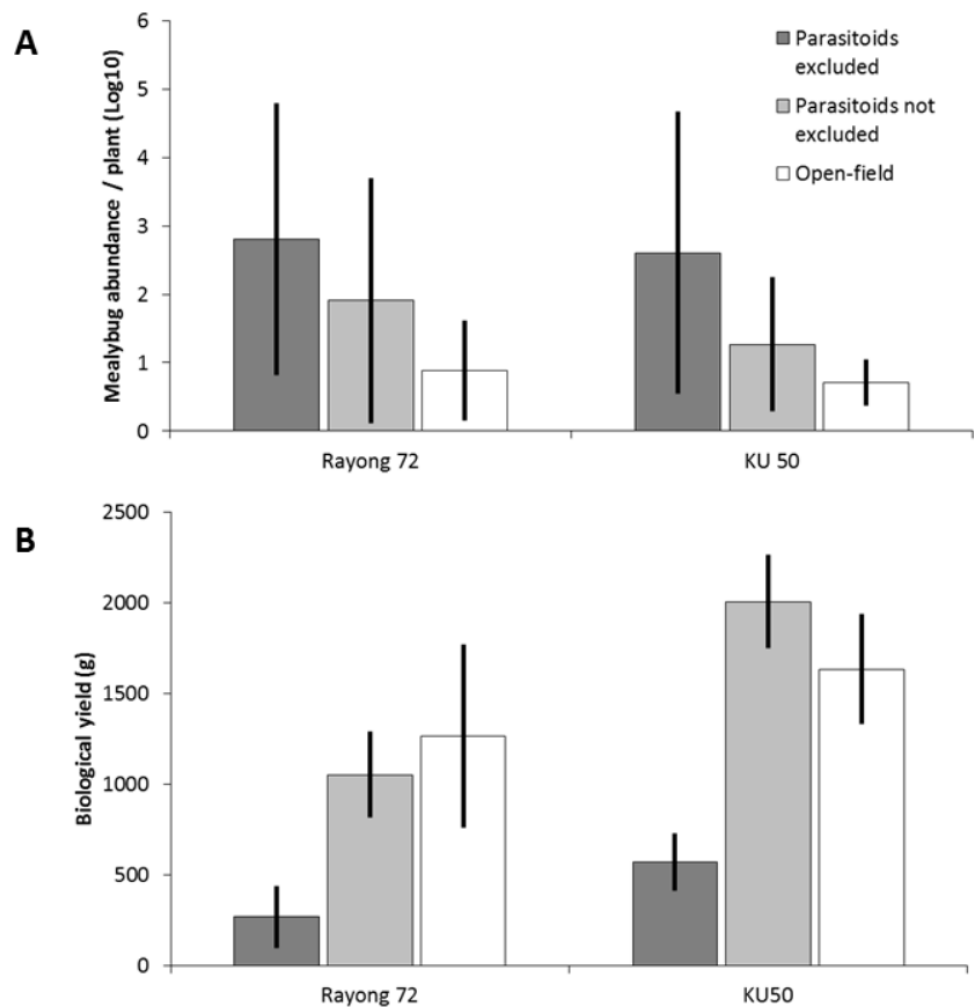 A
Mealybug abundance / plant (Log10)
6
5
4
3
2
1
0
Parasitoids
excluded
Parasitoids not
excluded
Open-field
Rayong 72
KU 50
B
Biological yield (g)
2500
2000
1500
1000
500
0
Rayong 72
KU50